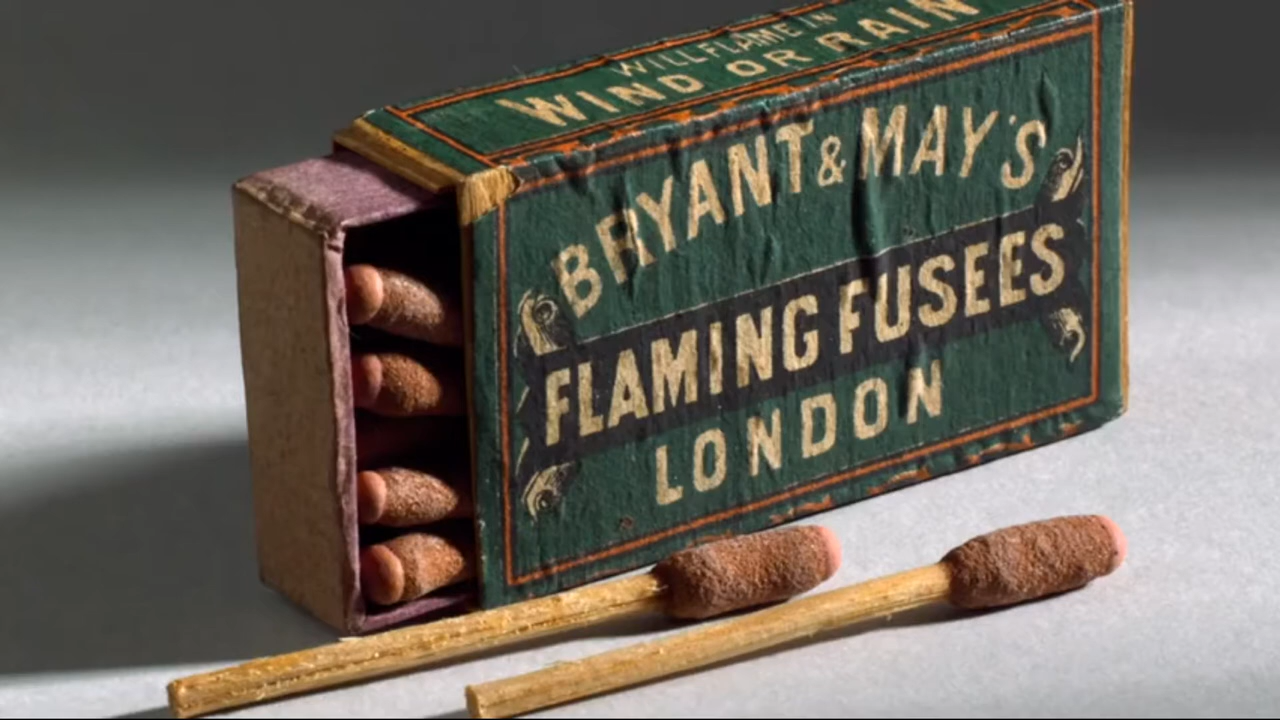 WILL FLAME IN
WIND OR RAIN
BRYANT & MAY'S
FLAMING FUSEES
LONDON